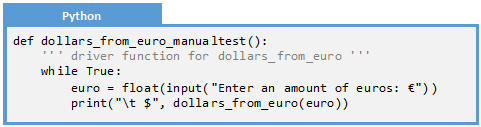 Python
def dollars_from_euro_manualtest():
    ''' driver function for dollars_from_euro '''
    while True:
        euro = float(input("Enter an amount of euros: €"))
        print("\t $", dollars_from_euro(euro))